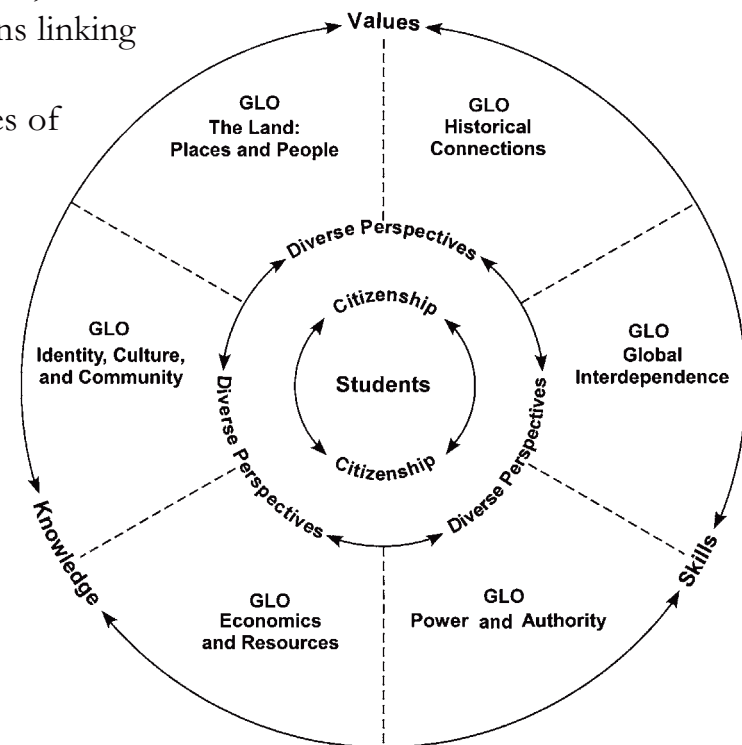 ns linking
es of
Values
GLO
The Land:
Places and People
GLO
Historical
Connections
Diverse Perspectives
Citizenship
GLO
Identity, Culture,
and Community
Students
GLO
Global
Interdependence
Diverse Perspectives
Diverse Perspectives
Citizenship
Knowledge
Skills
GLO
Economics
and Resources
GLO
Power and Authority